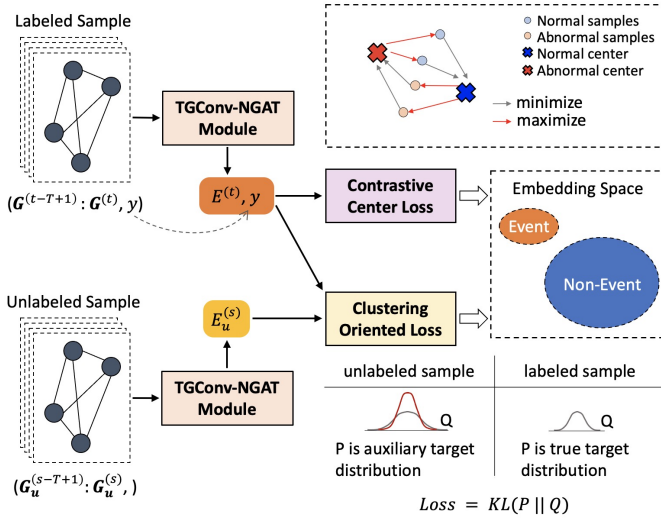 Labeled Sample
TGConv-NGAT
Module
(G^(t−T+1): G^(t), y)
E^(t), y
Normal samples
Abnormal samples
Normal center
Abnormal center
minimize
maximize
Contrastive
Center Loss
Embedding Space
Event
Non-Event
Unlabeled Sample
E_u^(s)
Clustering
Oriented Loss
TGConv-NGAT
Module
(G_u^(s−T+1): G_u^(s), )
unlabeled sample
labeled sample
Q
Q
P is auxiliary target
distribution
P is true target
distribution
Loss = KL(P || Q)